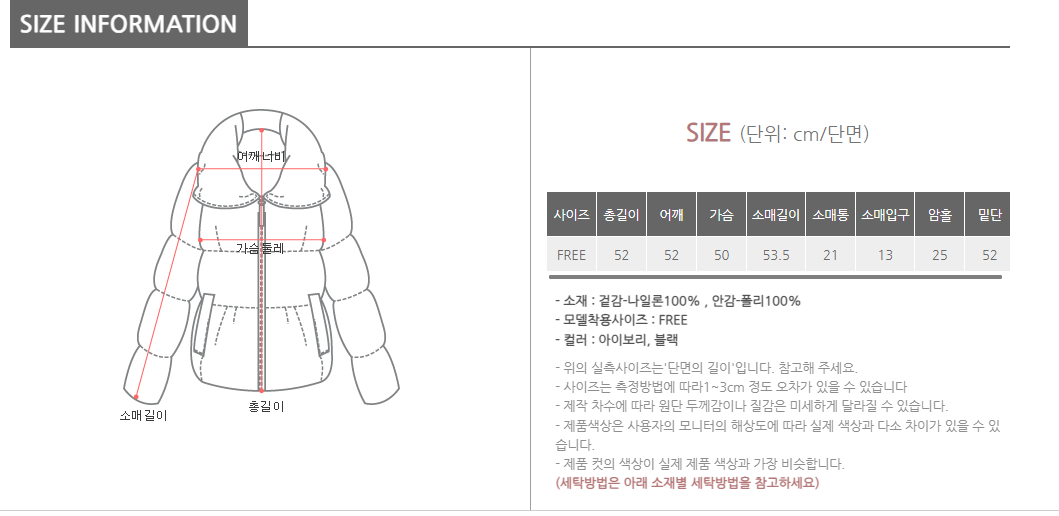 SIZE INFORMATION
어깨너비
가슴둘레
소매길이
총길이
SIZE (단위: cm/단면)
사이즈 총길이 어깨 가슴 소매길이 소매통 소매입구 암홀 밑단
FREE 52 52 50 53.5 21 13 25 52
- 소재 : 겉감-나일론100% , 안감-폴리100%
- 모델착용사이즈 : FREE
- 컬러 : 아이보리, 블랙
- 위의 실측사이즈는'단면의 길이'입니다. 참고해 주세요.
- 사이즈는 측정방법에 따라1~3cm 정도 오차가 있을 수 있습니다
- 제작 차수에 따라 원단 두께감이나 질감은 미세하게 달라질 수 있습니다.
- 제품색상은 사용자의 모니터의 해상도에 따라 실제 색상과 다소 차이가 있을 수 있
습니다.
- 제품 컷의 색상이 실제 제품 색상과 가장 비슷합니다.
(세탁방법은 아래 소재별 세탁방법을 참고하세요)